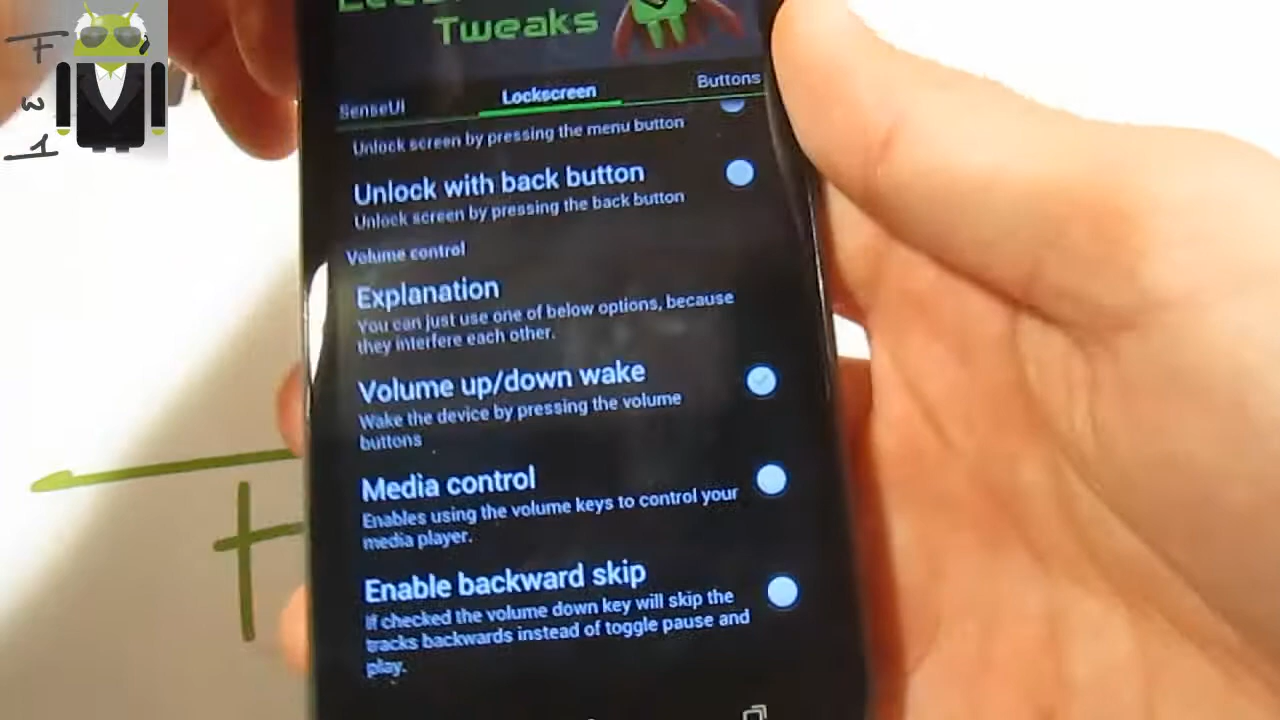 Tweaks
SenseUI
Lockscreen
Buttons
Unlock screen by pressing the menu button
Unlock with back button
Unlock screen by pressing the back button
Volume control
Explanation
You can just use one of below options, because
they interfere each other.
Volume up/down wake
Wake the device by pressing the volume
buttons
Media control
Enables using the volume keys to control your
media player.
Enable backward skip
If checked the volume down key will skip the
tracks backwards instead of toggle pause and
play.